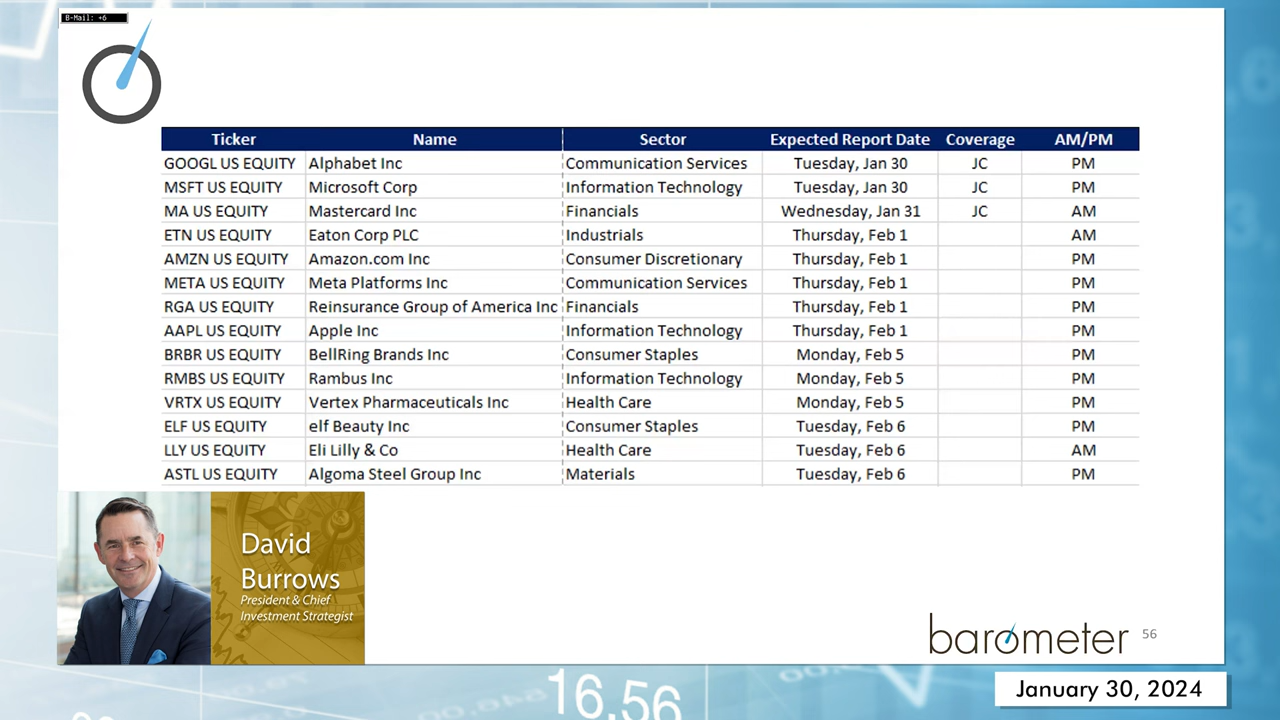 B-Mail: +6
Ticker Name Sector Expected Report Date Coverage AM/PM
GOOGL US EQUITY Alphabet Inc Communication Services Tuesday, Jan 30 JC PM
MSFT US EQUITY Microsoft Corp Information Technology Tuesday, Jan 30 JC PM
MA US EQUITY Mastercard Inc Financials Wednesday, Jan 31 JC AM
ETN US EQUITY Eaton Corp PLC Industrials Thursday, Feb 1 AM
AMZN US EQUITY Amazon.com Inc Consumer Discretionary Thursday, Feb 1 PM
META US EQUITY Meta Platforms Inc Communication Services Thursday, Feb 1 PM
RGA US EQUITY Reinsurance Group of America Inc Financials Thursday, Feb 1 PM
AAPL US EQUITY Apple Inc Information Technology Thursday, Feb 1 PM
BRBR US EQUITY BellRing Brands Inc Consumer Staples Monday, Feb 5 PM
RMBS US EQUITY Rambus Inc Information Technology Monday, Feb 5 PM
VRTX US EQUITY Vertex Pharmaceuticals Inc Health Care Monday, Feb 5 PM
ELF US EQUITY elf Beauty Inc Consumer Staples Tuesday, Feb 6 PM
LLY US EQUITY Eli Lilly & Co Health Care Tuesday, Feb 6 AM
ASTL US EQUITY Algoma Steel Group Inc Materials Tuesday, Feb 6 PM
David
Burrows
President & Chief
Investment Strategist
barometer 56
January 30, 2024
16.56